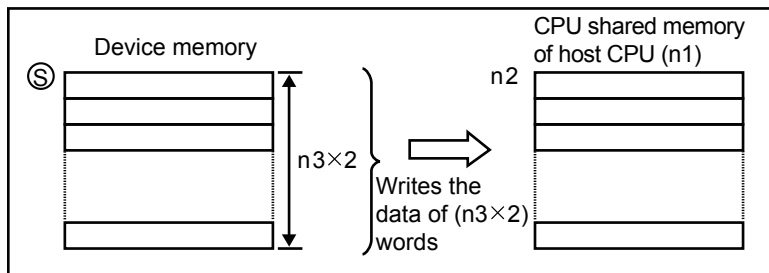 Device memory
CPU shared memory
of host CPU (n1)
Ⓢ
n2
n3×2
Writes the
data of (n3×2)
words